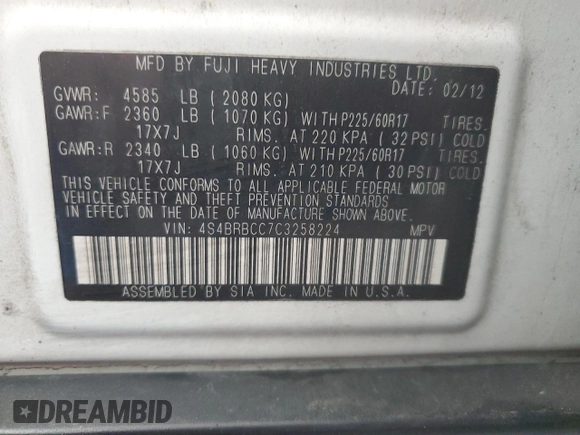 MFD BY FUJI HEAVY INDUSTRIES LTD.
DATE: 02/12
GVWR: 4585 LB ( 2080 KG)
GAWR:F 2360 LB ( 1070 KG) WITH P225/60R17 TIRES.
17X7J RIMS. AT 220 KPA ( 32 PSI) COLD
GAWR:R 2340 LB ( 1060 KG) WITH P225/60R17 TIRES.
17X7J RIMS. AT 210 KPA ( 30 PSI) COLD
THIS VEHICLE CONFORMS TO ALL APPLICABLE FEDERAL MOTOR
VEHICLE SAFETY AND THEFT PREVENTION STANDARDS
IN EFFECT ON THE DATE OF MANUFACTURE SHOWN ABOVE.
VIN: 4S4BRBCC7C3258224 MPV
ASSEMBLED BY SIA INC. MADE IN U.S.A.
DREAMBID